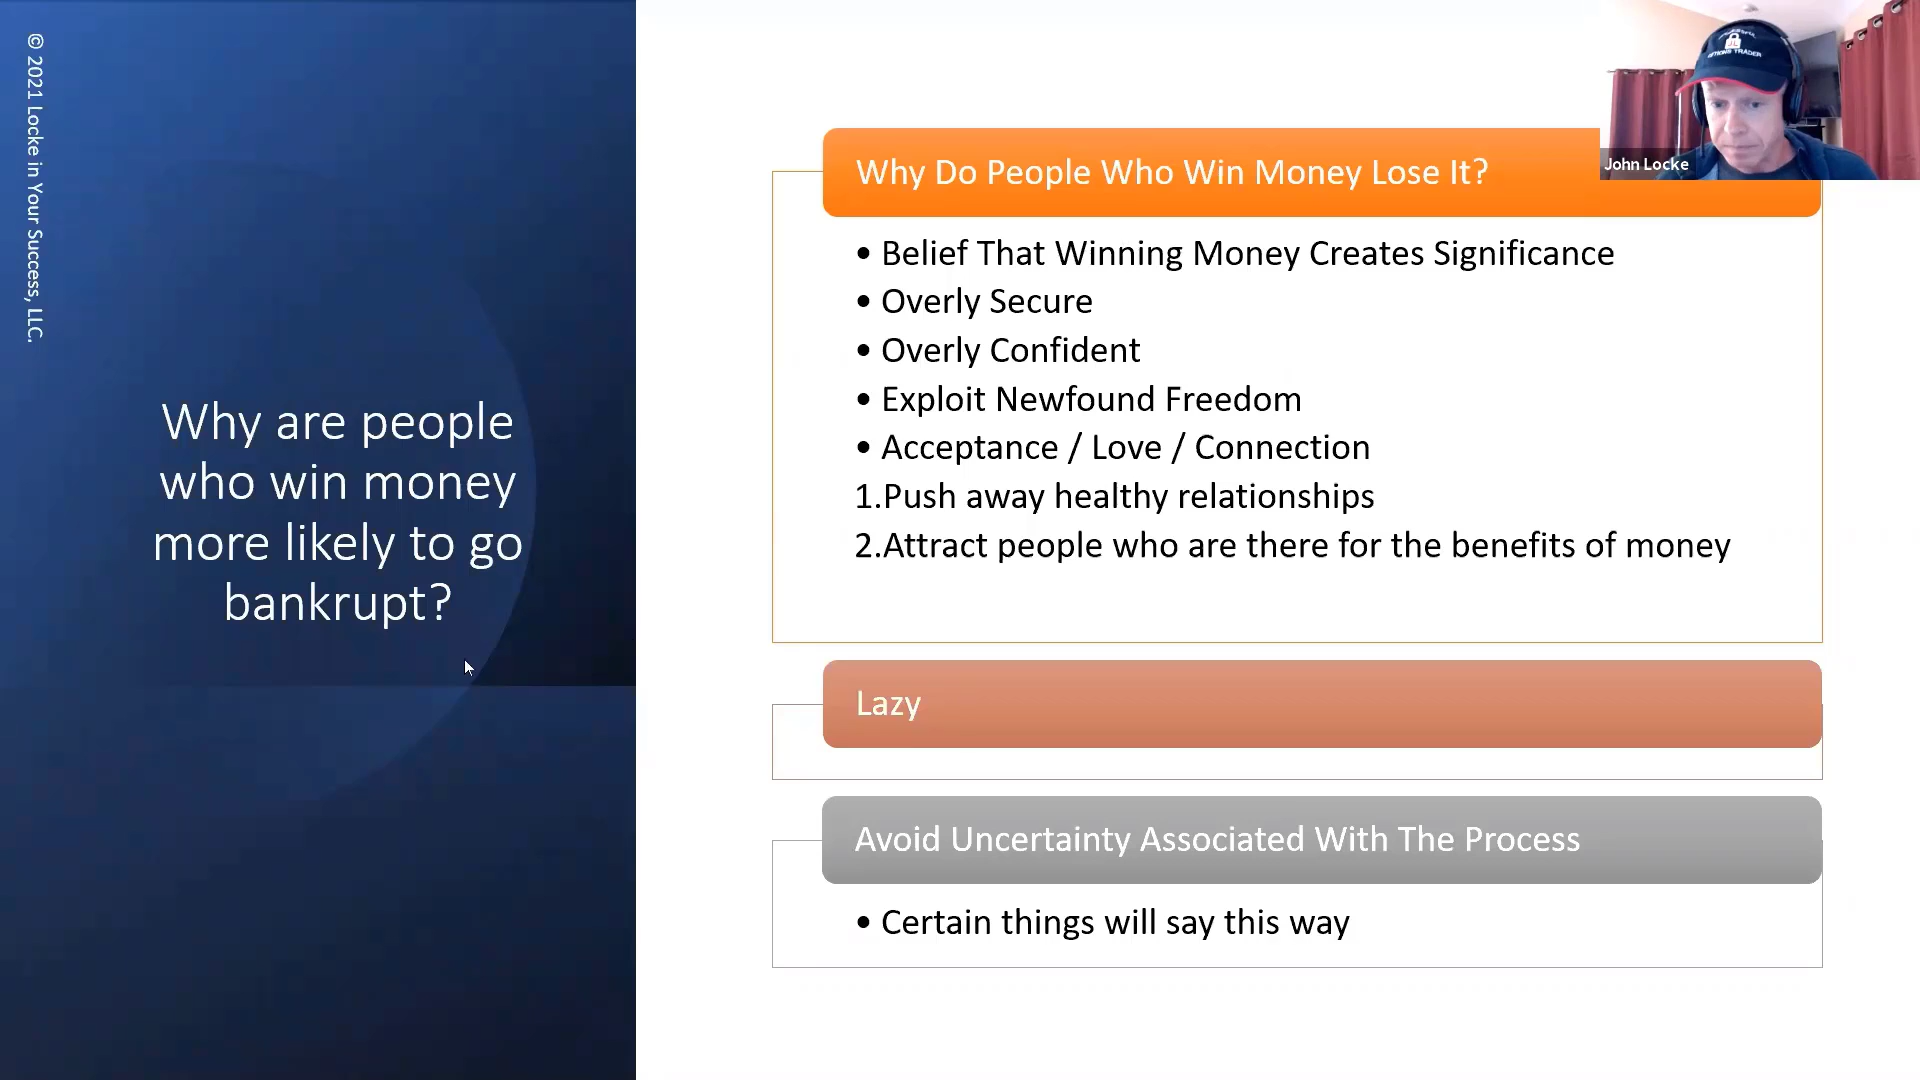 © 2021 Locke in Your Success, LLC.
Why are people
who win money
more likely to go
bankrupt?
Why Do People Who Win Money Lose It?
• Belief That Winning Money Creates Significance
• Overly Secure
• Overly Confident
• Exploit Newfound Freedom
• Acceptance / Love / Connection
1.Push away healthy relationships
2.Attract people who are there for the benefits of money
Lazy
Avoid Uncertainty Associated With The Process
• Certain things will say this way
John Locke
OPTIONS TRADER